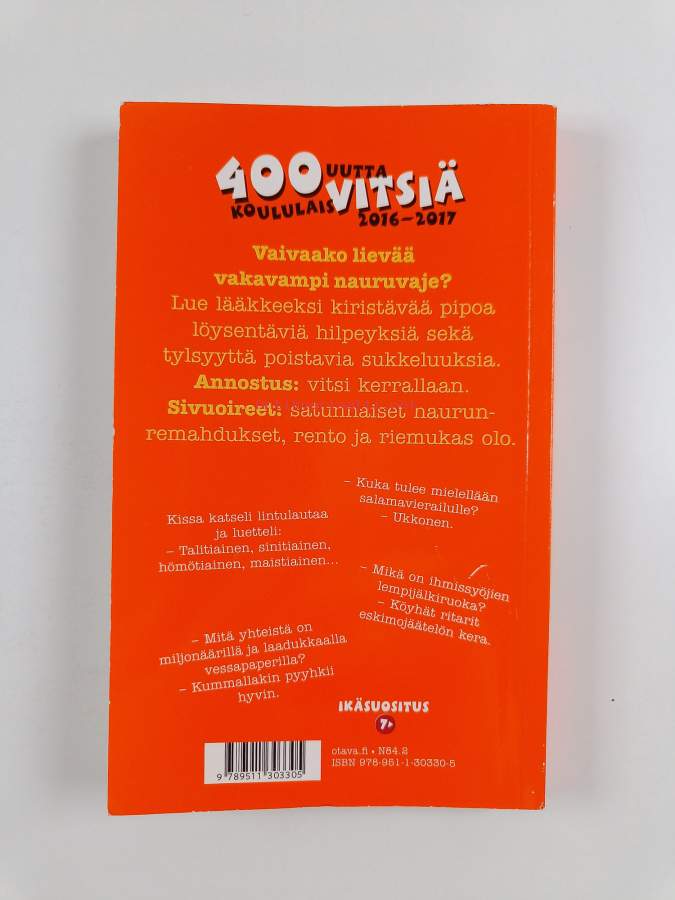 400 UUTTA
KOULULAISVITSIÄ
2016–2017
Vaivaako lievää
vakavampi nauruvaje?
Lue lääkkeeksi kiristävää pipoa
löysentäviä hilpeyksiä sekä
tylsyyttä poistavia sukkeluuksia.
Annostus: vitsi kerrallaan.
Sivuoireet: satunnaiset naurun-
remahdukset, rento ja riemukas olo.
– Kuka tulee mielellään
salamavierailulle?
– Ukkonen.
Kissa katseli lintulautaa
ja luetteli:
– Talitiainen, sinitiainen,
hömötiainen, maistiainen...
– Mikä on ihmissyöjien
lempijälkiruoka?
– Köyhät ritarit
eskimojäätelön kera.
– Mitä yhteistä on
miljonäärillä ja laadukkaalla
vessapaperilla?
– Kummallakin pyyhkii
hyvin.
IKÄSUOSITUS
7+
otava.fi • N84.2
ISBN 978-951-1-30330-5
9 789511 303305